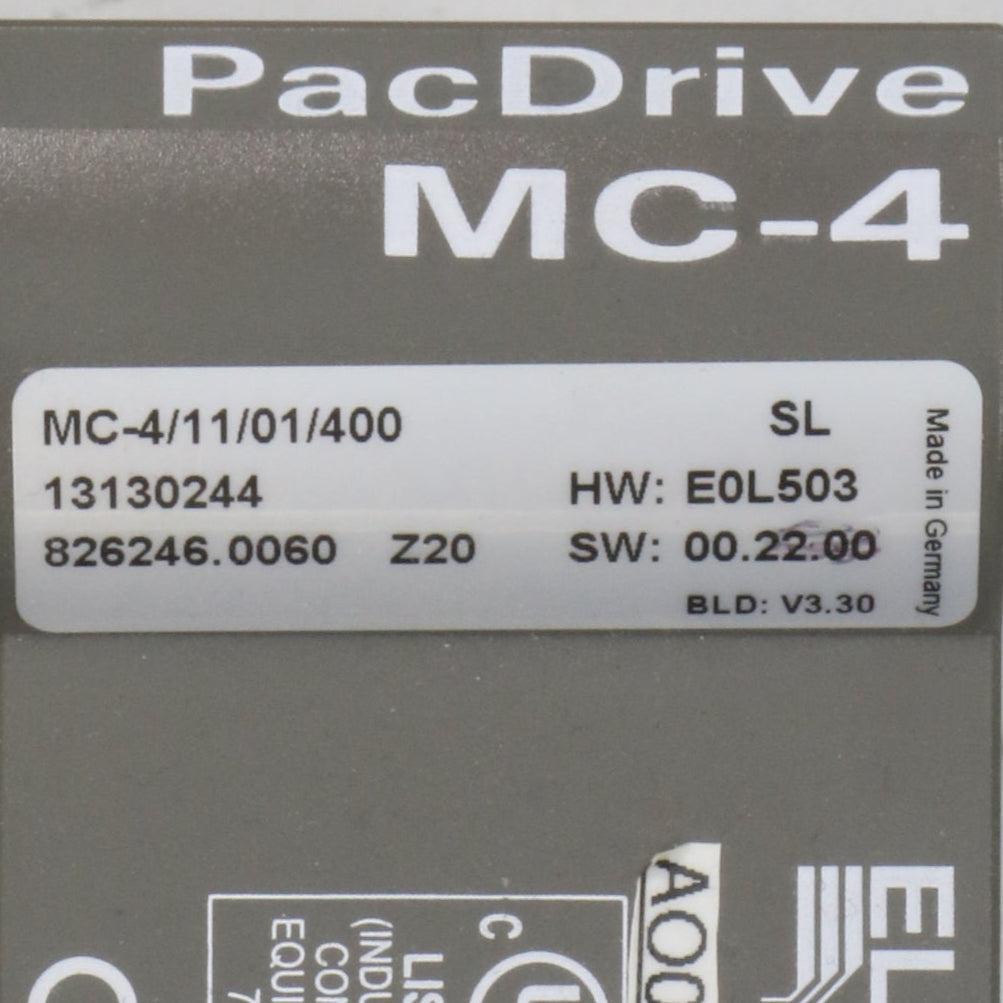 PacDrive
MC-4
MC-4/11/01/400 SL
13130244 HW: E0L503
826246.0060 Z20 SW: 00.22.00
BLD: V3.30
Made in Germany
C